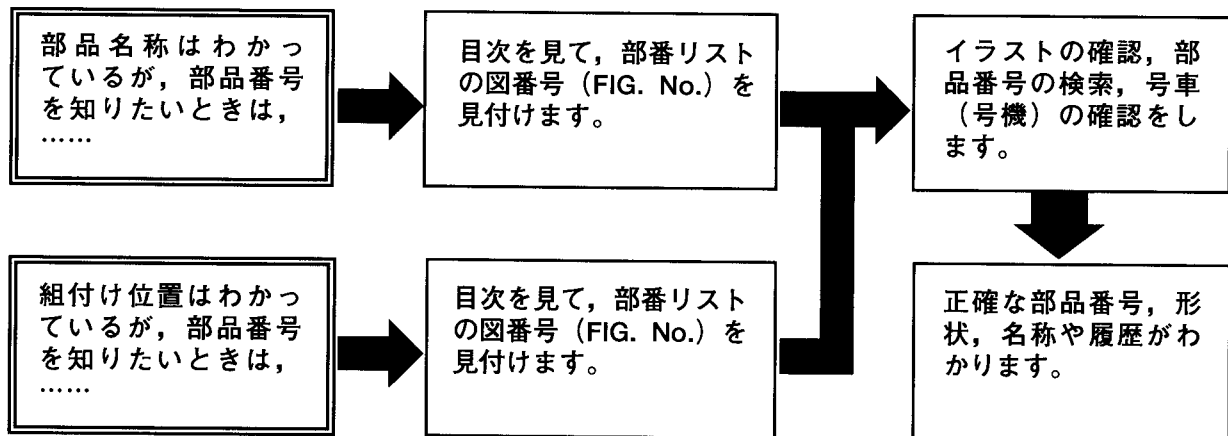 部品名称はわかっ
ているが，部品番号
を知りたいときは，
……
目次を見て，部番リスト
の図番号（FIG. No.）を
見付けます。
イラストの確認，部
品番号の検索，号車
（号機）の確認をし
ます。
組付け位置はわかっ
ているが，部品番号
を知りたいときは，
……
目次を見て，部番リスト
の図番号（FIG. No.）を
見付けます。
正確な部品番号，形
状，名称や履歴がわ
かります。